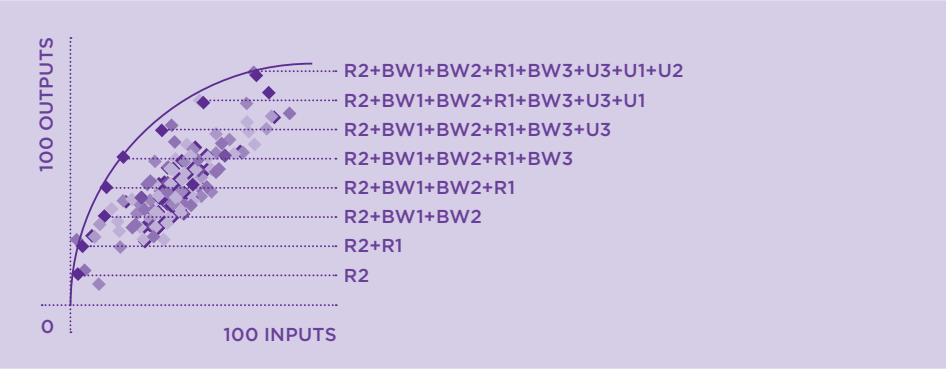 100 OUTPUTS
R2+BW1+BW2+R1+BW3+U3+U1+U2
R2+BW1+BW2+R1+BW3+U3+U1
R2+BW1+BW2+R1+BW3+U3
R2+BW1+BW2+R1+BW3
R2+BW1+BW2+R1
R2+BW1+BW2
R2+R1
R2
0
100 INPUTS